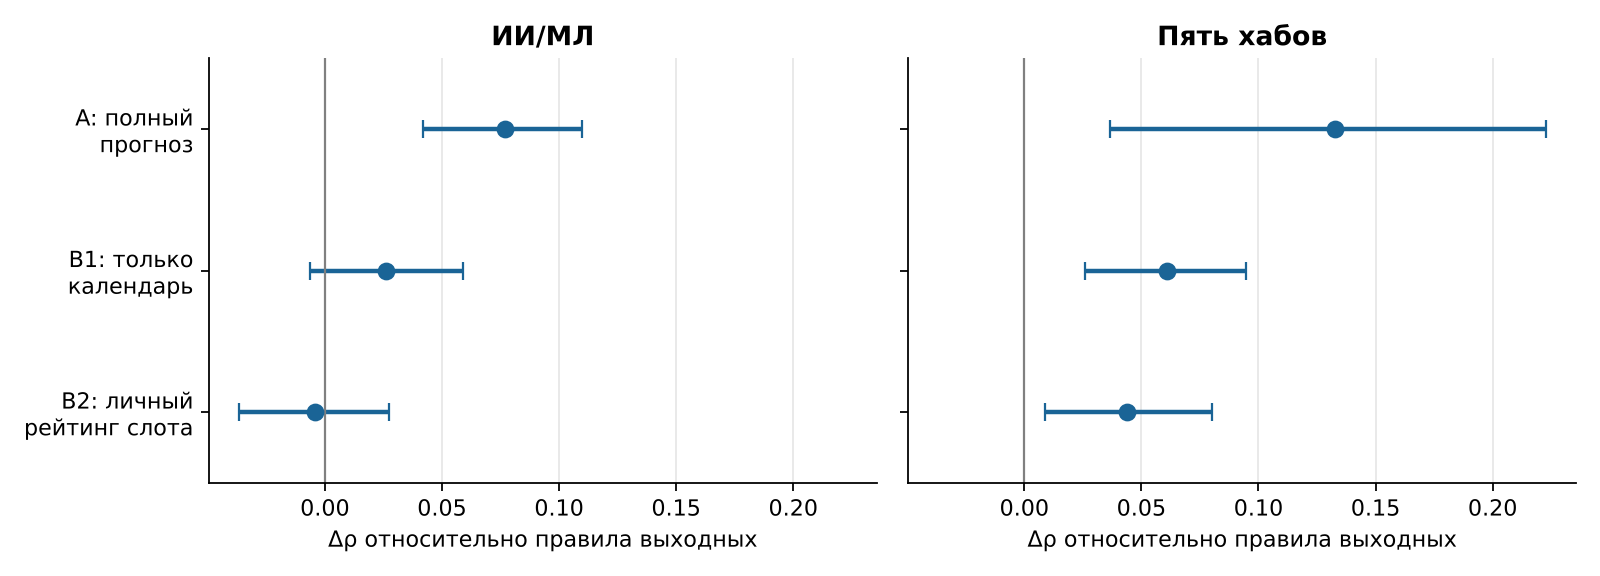 ИИ/МЛ
Пять хабов
A: полный
прогноз
B1: только
календарь
B2: личный
рейтинг слота
0.00 0.05 0.10 0.15 0.20
0.00 0.05 0.10 0.15 0.20
Δρ относительно правила выходных
Δρ относительно правила выходных